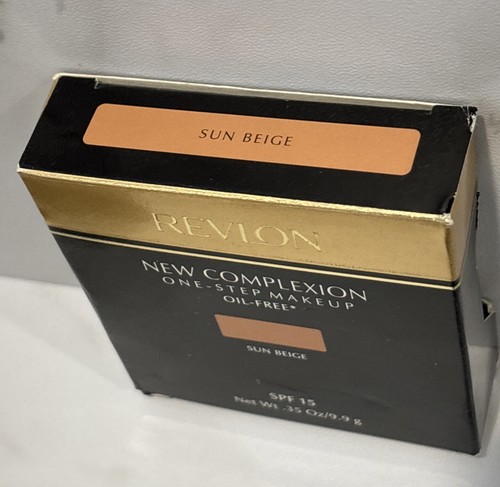 SUN BEIGE
REVLON
NEW COMPLEXION
ONE-STEP MAKEUP
OIL-FREE*
SUN BEIGE
SPF 15
Net Wt .35 Oz/9.9 g